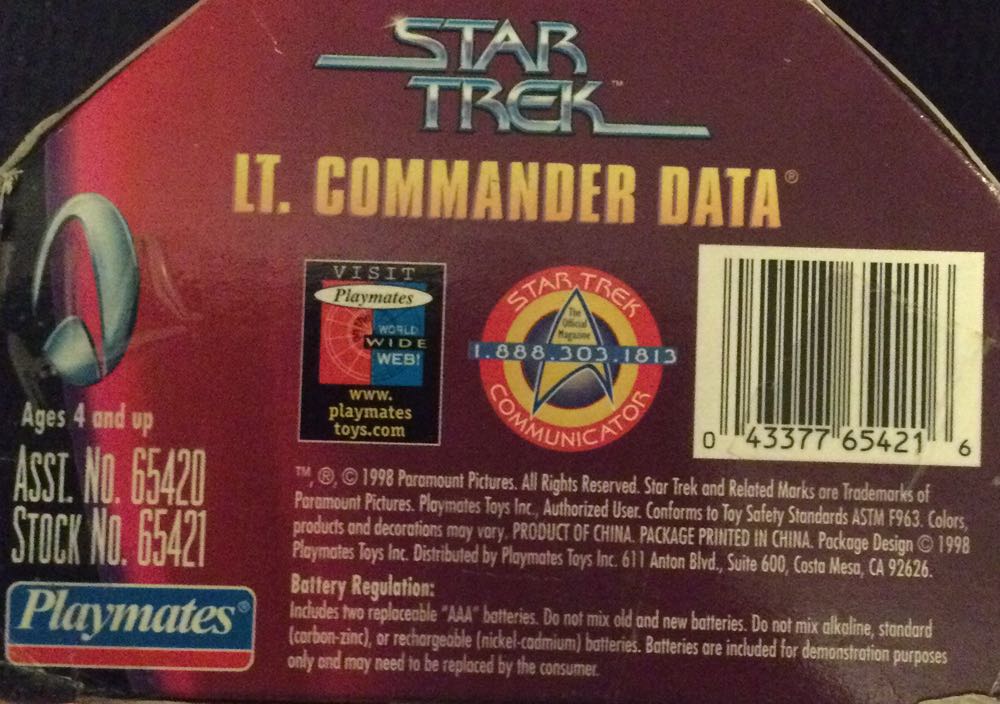 STAR
TREK™
LT. COMMANDER DATA®
VISIT
Playmates
WORLD
WIDE
WEB!
www.
playmates
toys.com
STAR TREK
The
Official
Magazine
1.888.303.1813
COMMUNICATOR
0 43377 65421 6
Ages 4 and up
ASST. NO. 65420
STOCK NO. 65421
Playmates®
™, ®, © 1998 Paramount Pictures. All Rights Reserved. Star Trek and Related Marks are Trademarks of
Paramount Pictures. Playmates Toys Inc., Authorized User. Conforms to Toy Safety Standards ASTM F963. Colors,
products and decorations may vary. PRODUCT OF CHINA. PACKAGE PRINTED IN CHINA. Package Design © 1998
Playmates Toys Inc. Distributed by Playmates Toys Inc. 611 Anton Blvd., Suite 600, Costa Mesa, CA 92626.
Battery Regulation:
Includes two replaceable "AAA" batteries. Do not mix old and new batteries. Do not mix alkaline, standard
(carbon-zinc), or rechargeable (nickel-cadmium) batteries. Batteries are included for demonstration purposes
only and may need to be replaced by the consumer.